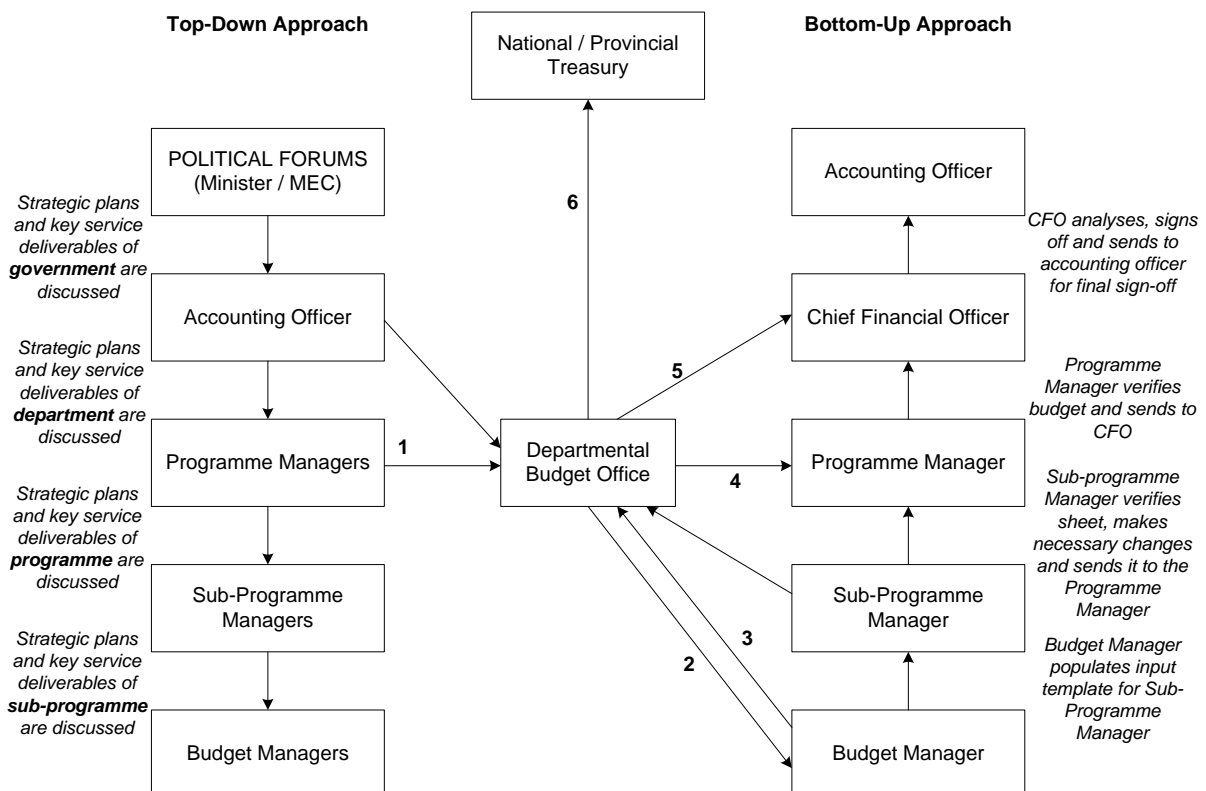 Top-Down Approach
National / Provincial
Treasury
Bottom-Up Approach
POLITICAL FORUMS
(Minister / MEC)
Strategic plans
and key service
deliverables of
government are
discussed
Accounting Officer
Strategic plans
and key service
deliverables of
department are
discussed
Programme Managers
Strategic plans
and key service
deliverables of
programme are
discussed
Sub-Programme
Managers
Strategic plans
and key service
deliverables of
sub-programme
are discussed
Budget Managers
1
6
5
Departmental
Budget Office
4
3
2
Accounting Officer
CFO analyses, signs
off and sends to
accounting officer
for final sign-off
Chief Financial Officer
Programme
Manager verifies
budget and sends to
CFO
Programme Manager
Sub-programme
Manager verifies
sheet, makes
necessary changes
and sends it to the
Programme
Manager
Sub-Programme
Manager
Budget Manager
populates input
template for Sub-
Programme
Manager
Budget Manager